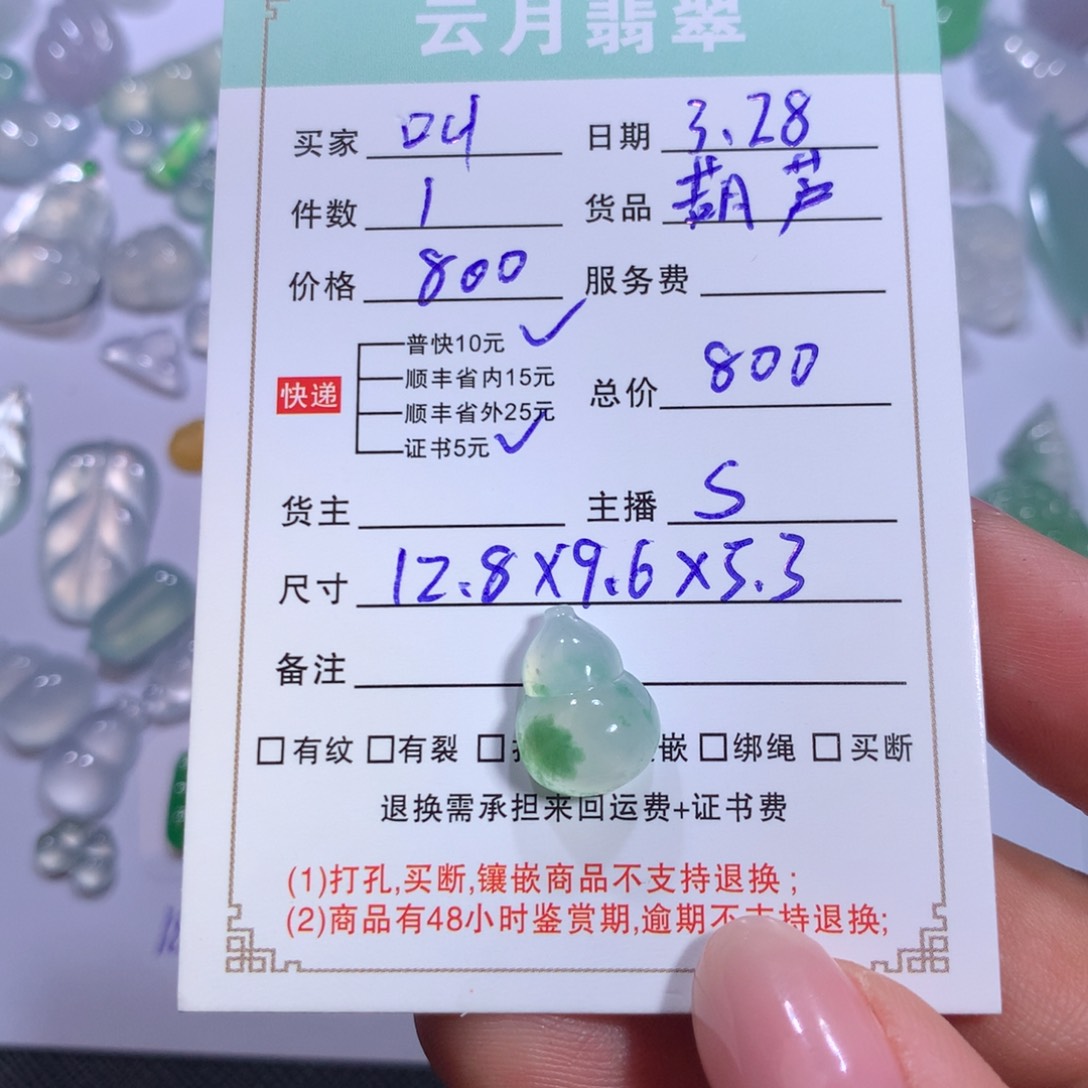 云月翡翠
买家 叫 日期 3.28
件数 1 货品 葫芦
价格 800 服务费
普快10元 ✓
顺丰省内15元
快递 总价 800
顺丰省外25元
证书5元 ✓
货主 主播 S
尺寸 12.8×9.6×5.3
备注
□有纹 □有裂 □ 嵌 □绑绳 □买断
退换需承担来回运费+证书费
(1)打孔,买断,镶嵌商品不支持退换;
(2)商品有48小时鉴赏期,逾期不支持退换;